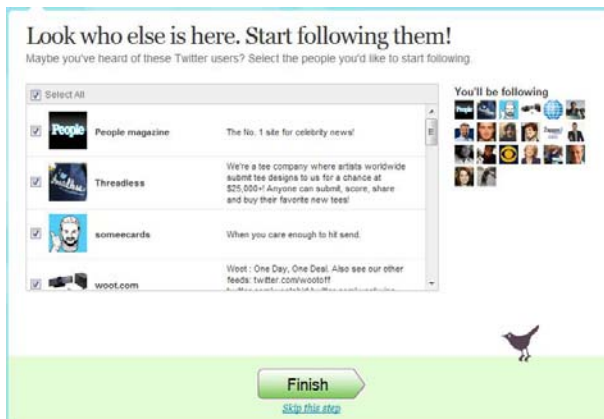 Look who else is here. Start following them!
Maybe you've heard of these Twitter users? Select the people you'd like to start following.
Select All
People
People magazine
The No. 1 site for celebrity news!
Threadless
We're a tee company where artists worldwide
submit tee designs to us for a chance at
$25,000+! Anyone can submit, score, share
and buy their favorite new tees!
someecards
When you care enough to hit send.
woot.com
Woot : One Day, One Deal. Also see our other
feeds: twitter.com/wootoff
You'll be following
People
Finish
Skip this step